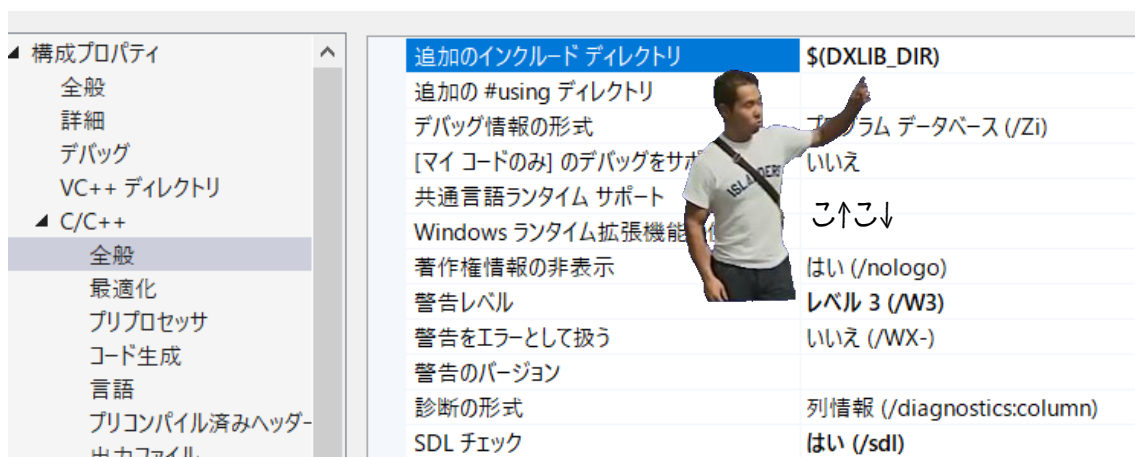 構成プロパティ
全般
詳細
デバッグ
VC++ ディレクトリ
C/C++
全般
最適化
プリプロセッサ
コード生成
言語
プリコンパイル済みヘッダー
出力ファイル
追加のインクルード ディレクトリ $(DXLIB_DIR)
追加の #using ディレクトリ
デバッグ情報の形式 プログラム データベース (/Zi)
[マイ コードのみ] のデバッグをサポ いいえ
共通言語ランタイム サポート
ISLANDERS
こ↑こ↓
Windows ランタイム拡張機能
著作権情報の非表示 はい (/nologo)
警告レベル レベル 3 (/W3)
警告をエラーとして扱う いいえ (/WX-)
警告のバージョン
診断の形式 列情報 (/diagnostics:column)
SDL チェック はい (/sdl)